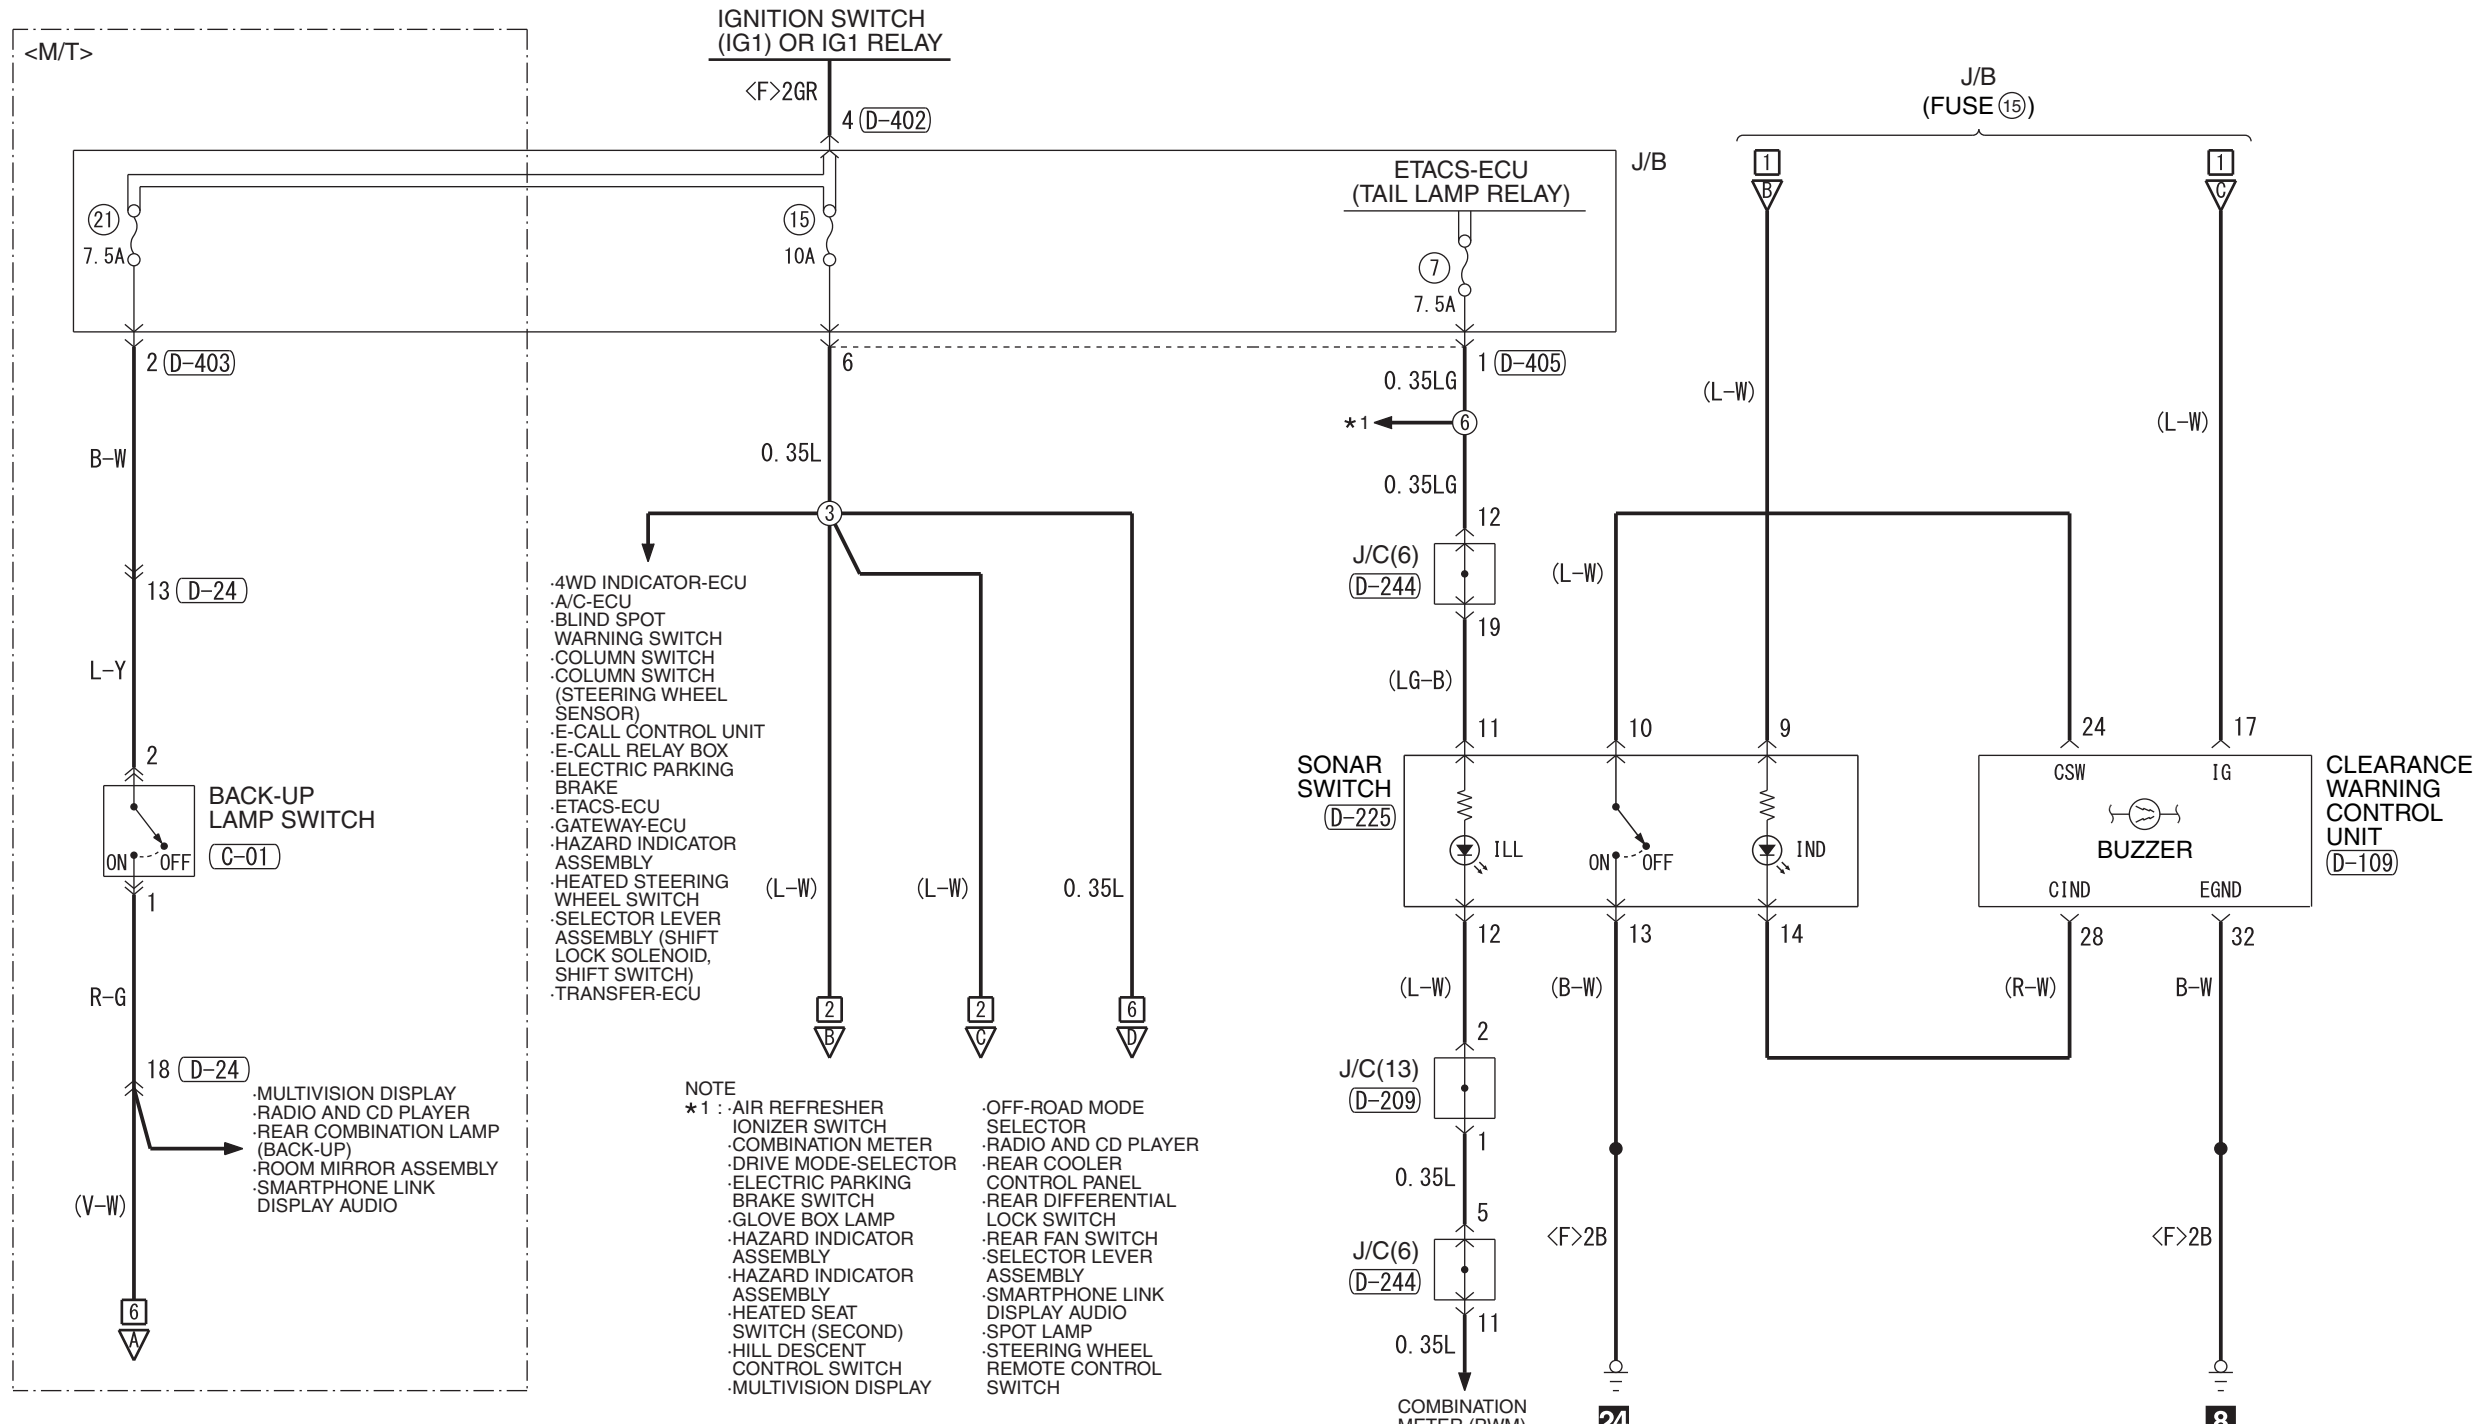 <M/T>
IGNITION SWITCH
(IG1) OR IG1 RELAY
<F>2GR
4 (D-402)
J/B
21
7.5A
15
10A
ETACS-ECU
(TAIL LAMP RELAY)
7
7.5A
J/B
(FUSE 15)
1
B
1
C
2 (D-403)
6
1 (D-405)
0.35LG
*1
6
0.35LG
12
J/C(6)
(D-244)
19
(LG-B)
11
B-W
13 (D-24)
L-Y
2
BACK-UP
LAMP SWITCH
(C-01)
ON
OFF
1
R-G
18 (D-24)
·MULTIVISION DISPLAY
·RADIO AND CD PLAYER
·REAR COMBINATION LAMP
(BACK-UP)
·ROOM MIRROR ASSEMBLY
·SMARTPHONE LINK
DISPLAY AUDIO
(V-W)
6
A
0.35L
3
·4WD INDICATOR-ECU
·A/C-ECU
·BLIND SPOT
WARNING SWITCH
·COLUMN SWITCH
·COLUMN SWITCH
(STEERING WHEEL
SENSOR)
·E-CALL CONTROL UNIT
·E-CALL RELAY BOX
·ELECTRIC PARKING
BRAKE
·ETACS-ECU
·GATEWAY-ECU
·HAZARD INDICATOR
ASSEMBLY
·HEATED STEERING
WHEEL SWITCH
·SELECTOR LEVER
ASSEMBLY (SHIFT
LOCK SOLENOID,
SHIFT SWITCH)
·TRANSFER-ECU
(L-W)
(L-W)
0.35L
2
B
2
C
6
D
NOTE
*1 : ·AIR REFRESHER
IONIZER SWITCH
·COMBINATION METER
·DRIVE MODE-SELECTOR
·ELECTRIC PARKING
BRAKE SWITCH
·GLOVE BOX LAMP
·HAZARD INDICATOR
ASSEMBLY
·HAZARD INDICATOR
ASSEMBLY
·HEATED SEAT
SWITCH (SECOND)
·HILL DESCENT
CONTROL SWITCH
·MULTIVISION DISPLAY
·OFF-ROAD MODE
SELECTOR
·RADIO AND CD PLAYER
·REAR COOLER
CONTROL PANEL
·REAR DIFFERENTIAL
LOCK SWITCH
·REAR FAN SWITCH
·SELECTOR LEVER
ASSEMBLY
·SMARTPHONE LINK
DISPLAY AUDIO
·SPOT LAMP
·STEERING WHEEL
REMOTE CONTROL
SWITCH
(L-W)
(L-W)
(L-W)
10
9
24
17
SONAR
SWITCH
(D-225)
ILL
ON
OFF
IND
CSW
IG
BUZZER
CIND
EGND
CLEARANCE
WARNING
CONTROL
UNIT
(D-109)
12
13
14
28
32
(L-W)
(B-W)
(R-W)
B-W
2
J/C(13)
(D-209)
1
0.35L
5
J/C(6)
(D-244)
11
0.35L
<F>2B
<F>2B
COMBINATION
METER (PWM)
24
8